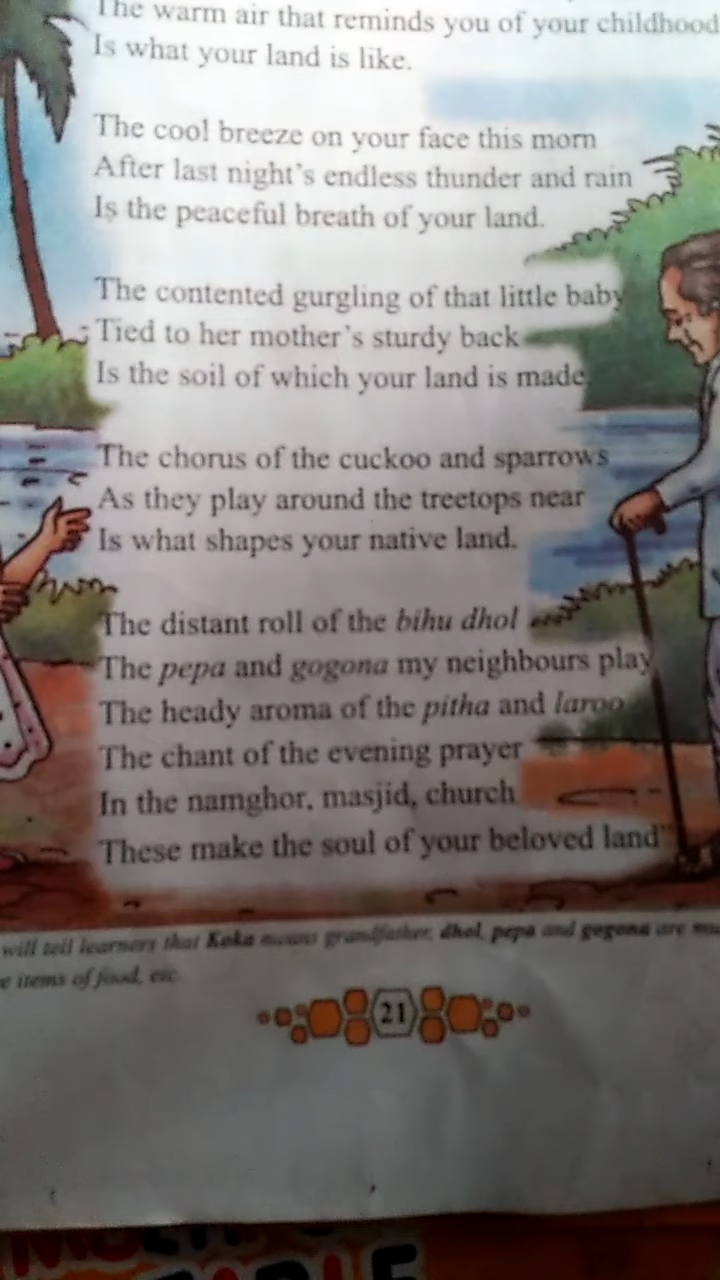 The warm air that reminds you of your childhood
Is what your land is like.
The cool breeze on your face this morn
After last night's endless thunder and rain
Is the peaceful breath of your land.
The contented gurgling of that little baby
Tied to her mother's sturdy back
Is the soil of which your land is made
The chorus of the cuckoo and sparrows
As they play around the treetops near
Is what shapes your native land.
The distant roll of the bihu dhol
The pepa and gogona my neighbours play
The heady aroma of the pitha and laroo
The chant of the evening prayer
In the namghor, masjid, church
These make the soul of your beloved land"
will tell learners that Koka means grandfather, dhol, pepa and gogona are
items of food, etc.
21